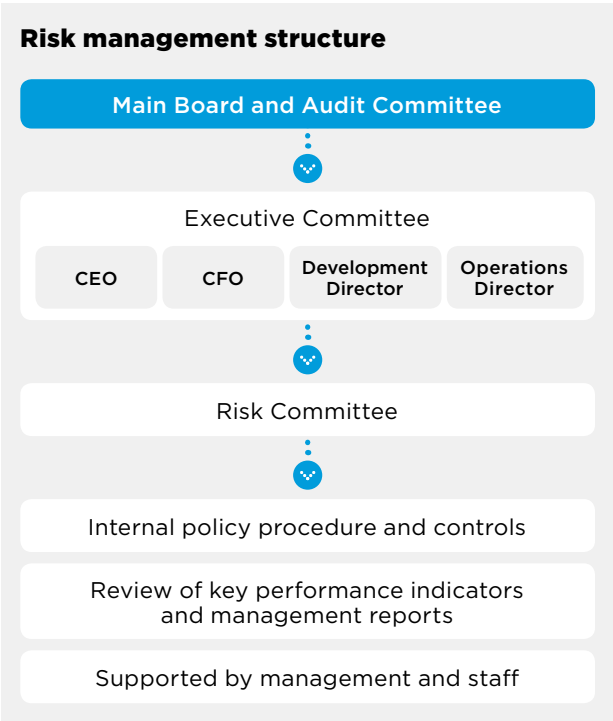 Risk management structure
Main Board and Audit Committee
Executive Committee
CEO
CFO
Development
Director
Operations
Director
Risk Committee
Internal policy procedure and controls
Review of key performance indicators
and management reports
Supported by management and staff